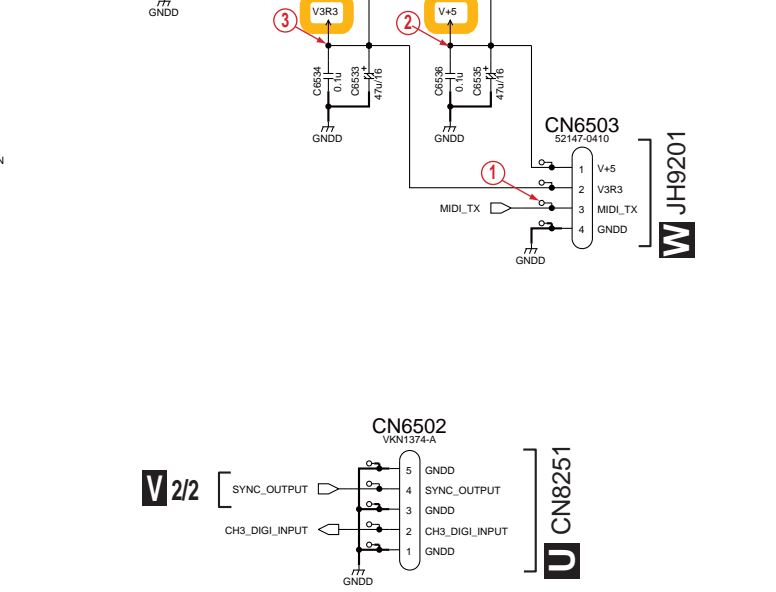 GNDD
V3R3
V+5
3
2
C6534
0.1u
C6533
+
47u/16
C6536
0.1u
C6535
+
47u/16
GNDD
GNDD
CN6503
52147-0410
N
1
1 V+5
2 V3R3
MIDI_TX
3 MIDI_TX
4 GNDD
GNDD
W JH9201
CN6502
VKN1374-A
V 2/2
5 GNDD
SYNC_OUTPUT
4 SYNC_OUTPUT
3 GNDD
CH3_DIGI_INPUT
2 CH3_DIGI_INPUT
1 GNDD
GNDD
U CN8251